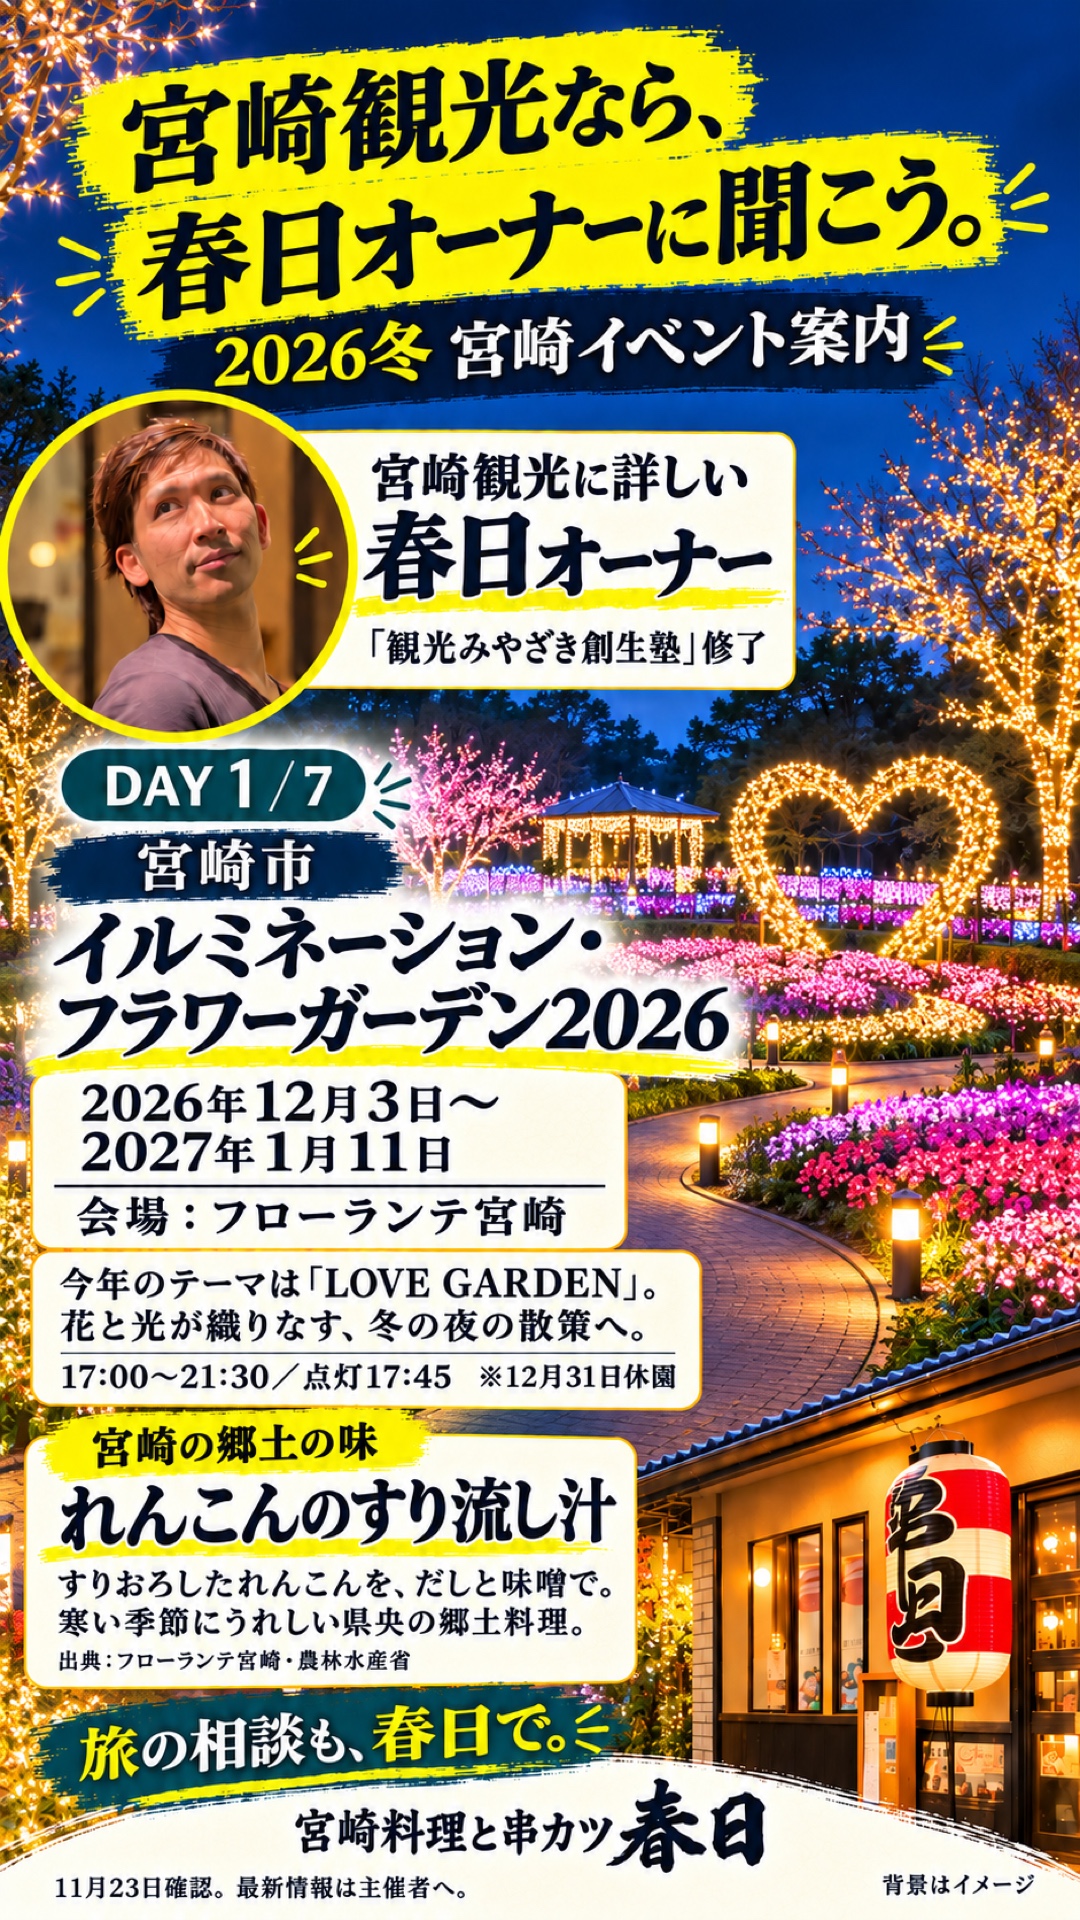 宮崎観光なら、
春日オーナーに聞こう。
2026冬 宮崎イベント案内
宮崎観光に詳しい
春日オーナー
「観光みやざき創生塾」修了
DAY 1/7
宮崎市
イルミネーション・
フラワーガーデン2026
2026年12月3日～
2027年1月11日
会場：フローランテ宮崎
今年のテーマは「LOVE GARDEN」。
花と光が織りなす、冬の夜の散策へ。
17:00～21:30／点灯17:45 ※12月31日休園
宮崎の郷土の味
れんこんのすり流し汁
すりおろしたれんこんを、だしと味噌で。
寒い季節にうれしい県央の郷土料理。
出典：フローランテ宮崎・農林水産省
旅の相談も、春日で。
宮崎料理と串カツ 春日
11月23日確認。最新情報は主催者へ。
背景はイメージ